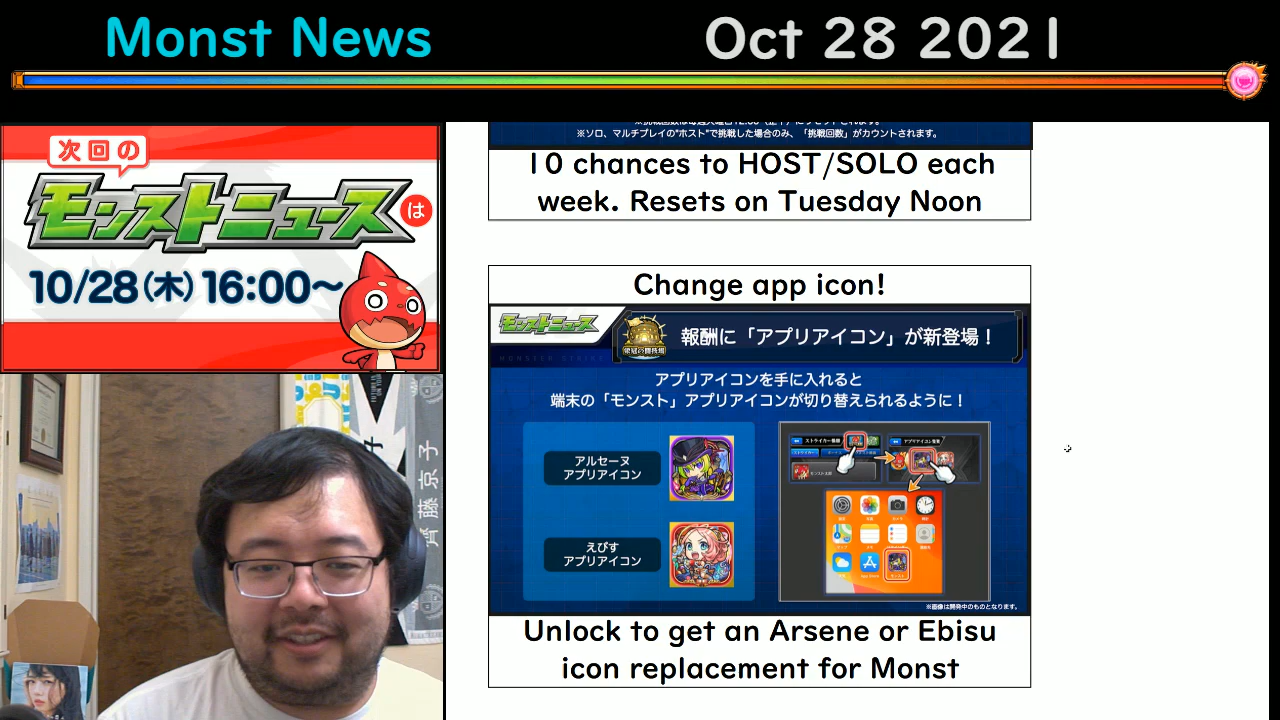 Monst News
Oct 28 2021
次回の
モンストニュース
は
10/28(木)16:00~
齊藤京子
※ソロ、マルチプレイの"ホスト"で挑戦した場合のみ、「挑戦回数」がカウントされます。
10 chances to HOST/SOLO each
week. Resets on Tuesday Noon
Change app icon!
モンストニュース
MONSTER STRIKE
報酬に「アプリアイコン」が新登場！
アプリアイコンを手に入れると
端末の「モンスト」アプリアイコンが切り替えられるように！
アルセーヌ
アプリアイコン
えびす
アプリアイコン
※画像は開発中のものとなります。
Unlock to get an Arsene or Ebisu
icon replacement for Monst